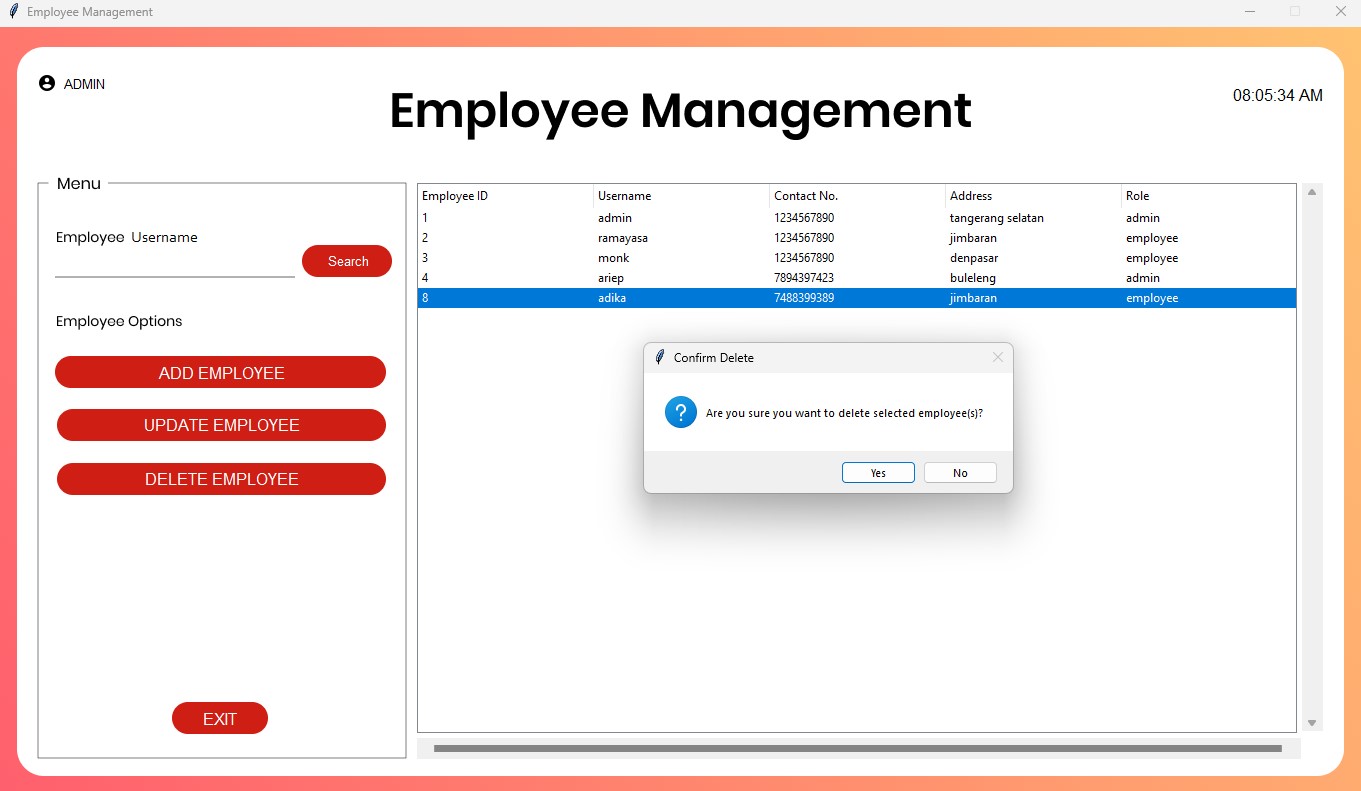 Employee Management
ADMIN
Employee Management
08:05:34 AM
Menu
Employee Username
Search
Employee Options
ADD EMPLOYEE
UPDATE EMPLOYEE
DELETE EMPLOYEE
EXIT
Employee ID Username Contact No. Address Role
1 admin 1234567890 tangerang selatan admin
2 ramayasa 1234567890 jimbaran employee
3 monk 1234567890 denpasar employee
4 ariep 7894397423 buleleng admin
8 adika 7488399389 jimbaran employee
Confirm Delete
Are you sure you want to delete selected employee(s)?
Yes No